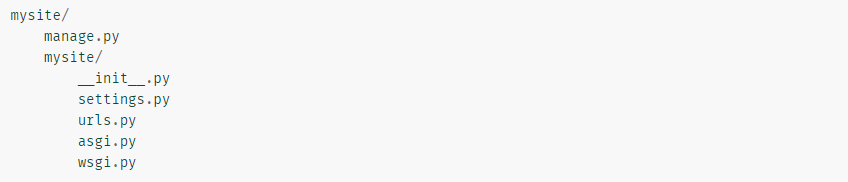 mysite/
    manage.py
    mysite/
        __init__.py
        settings.py
        urls.py
        asgi.py
        wsgi.py